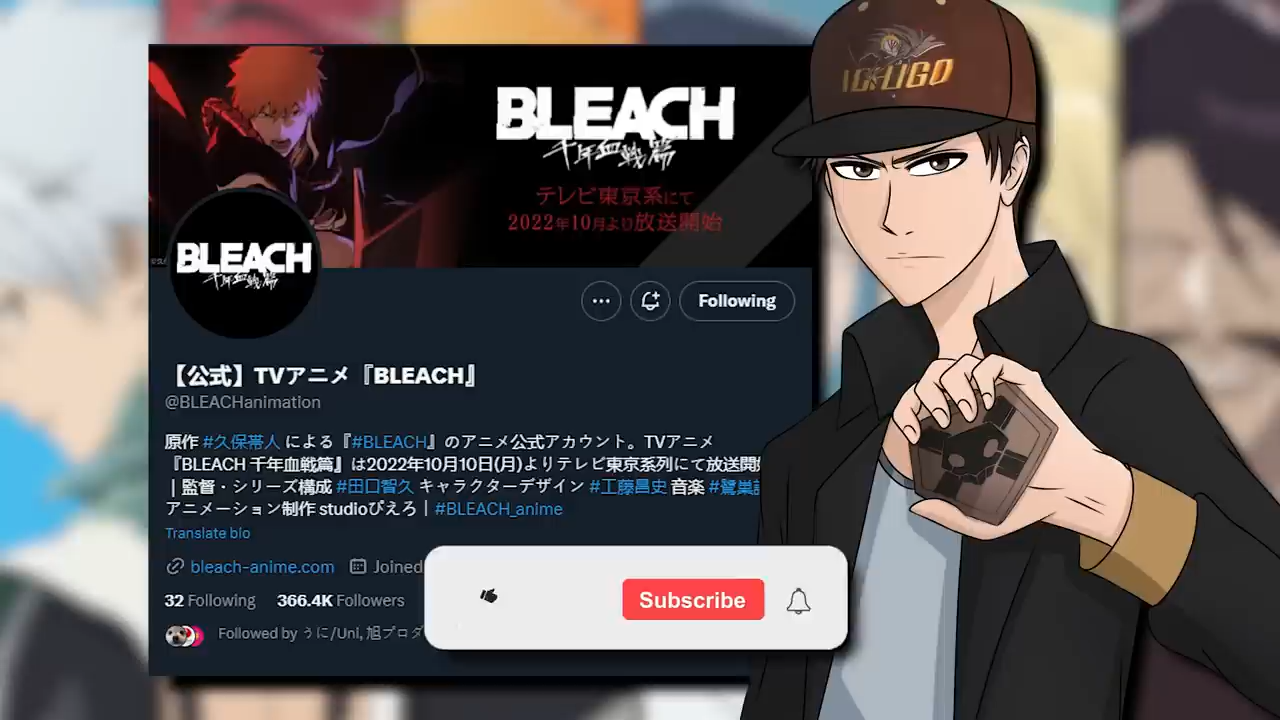 ICHIGO
BLEACH
千年血戦篇
テレビ東京系にて
2022年10月より放送開始
BLEACH
千年血戦篇
Following
【公式】TVアニメ『BLEACH』
@BLEACHanimation
原作 #久保帯人 による『#BLEACH』のアニメ公式アカウント。TVアニメ
『BLEACH 千年血戦篇』は2022年10月10日(月)よりテレビ東京系列にて放送開
｜監督・シリーズ構成 #田口智久 キャラクターデザイン #工藤昌史 音楽 #鷺巣
アニメーション制作 studioぴえろ｜#BLEACH_anime
Translate bio
bleach-anime.com Joined
32 Following 366.4K Followers
Followed by うに/UnI, 旭プロダ
Subscribe